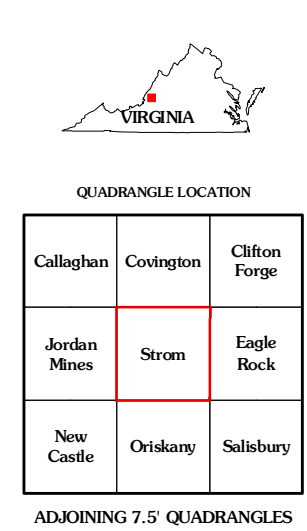 VIRGINIA
QUADRANGLE LOCATION
Callaghan
Covington
Clifton
Forge
Jordan
Mines
Strom
Eagle
Rock
New
Castle
Oriskany
Salisbury
ADJOINING 7.5' QUADRANGLES